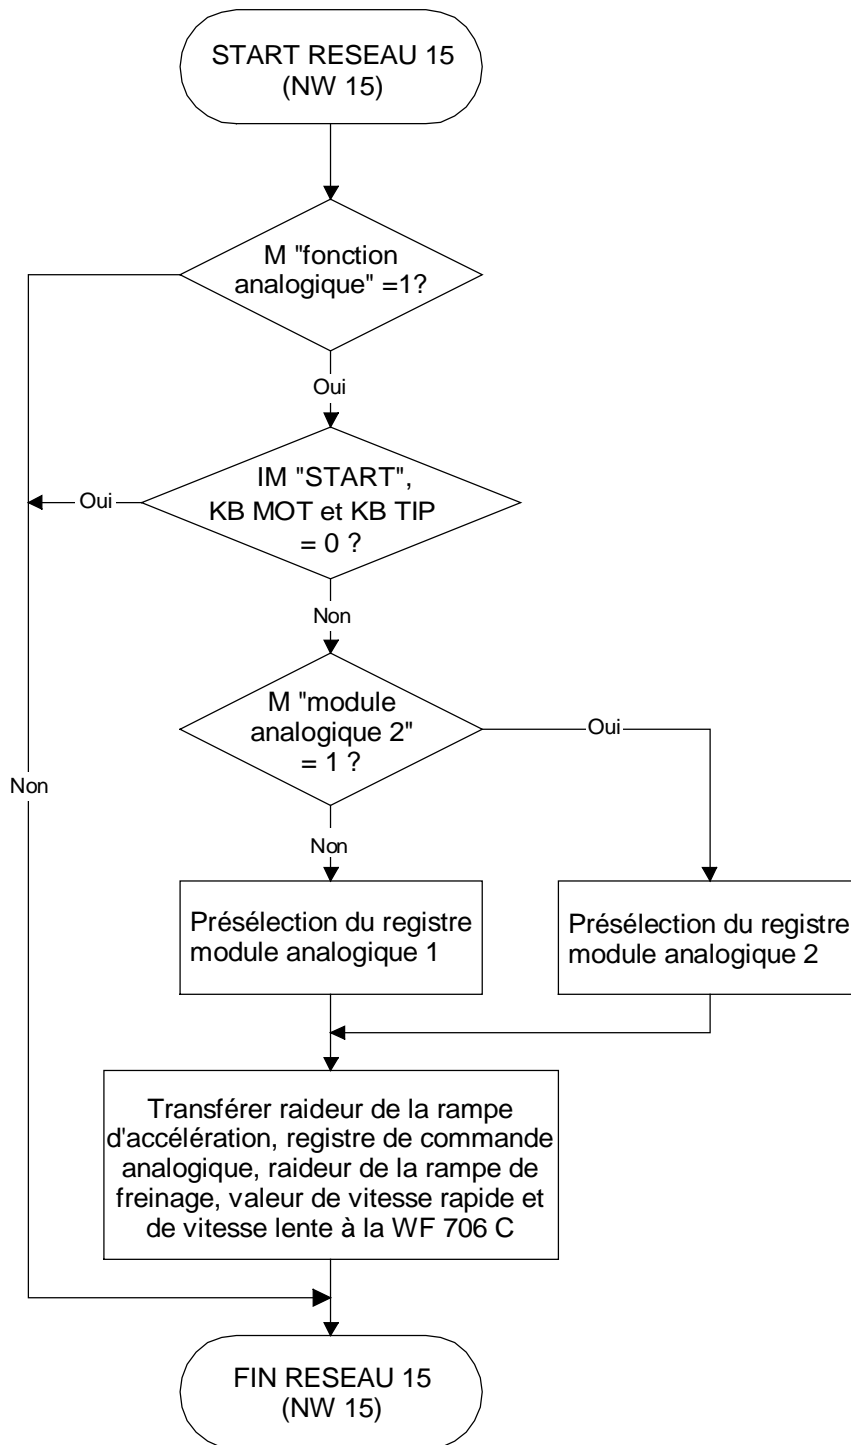 START RESEAU 15
(NW 15)
M "fonction
analogique" =1?
Oui
IM "START",
KB MOT et KB TIP
= 0 ?
Oui
Non
M "module
analogique 2"
= 1 ?
Oui
Non
Non
Présélection du registre
module analogique 1
Présélection du registre
module analogique 2
Transférer raideur de la rampe
d'accélération, registre de commande
analogique, raideur de la rampe de
freinage, valeur de vitesse rapide et
de vitesse lente à la WF 706 C
FIN RESEAU 15
(NW 15)